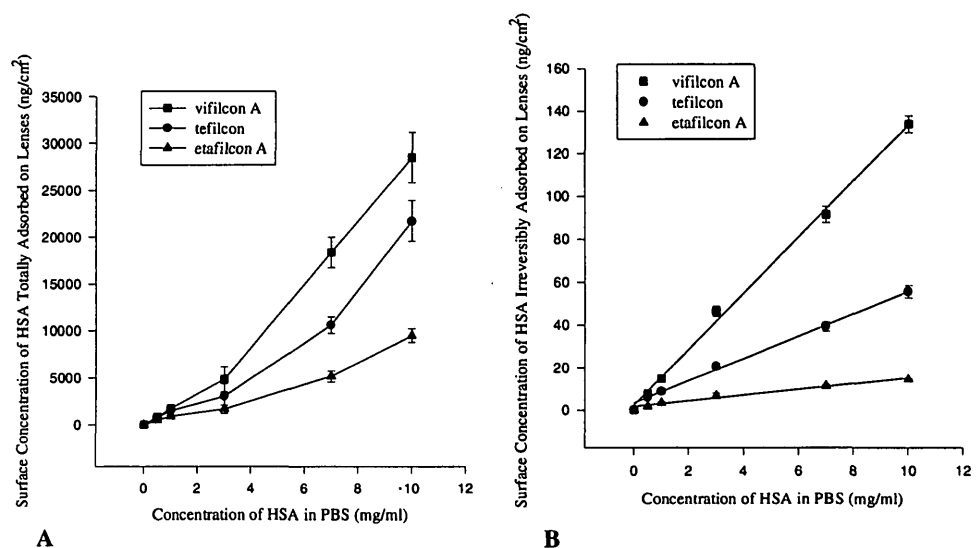 Surface Concentration of HSA Totally Adsorbed on Lenses (ng/cm²)
35000
30000
25000
20000
15000
10000
5000
0
vifilcon A
tefilcon
etafilcon A
0 2 4 6 8 10 12
Concentration of HSA in PBS (mg/ml)
A
Surface Concentration of HSA Irreversibly Adsorbed on Lenses (ng/cm²)
160
140
120
100
80
60
40
20
0
vifilcon A
tefilcon
etafilcon A
0 2 4 6 8 10 12
Concentration of HSA in PBS (mg/ml)
B